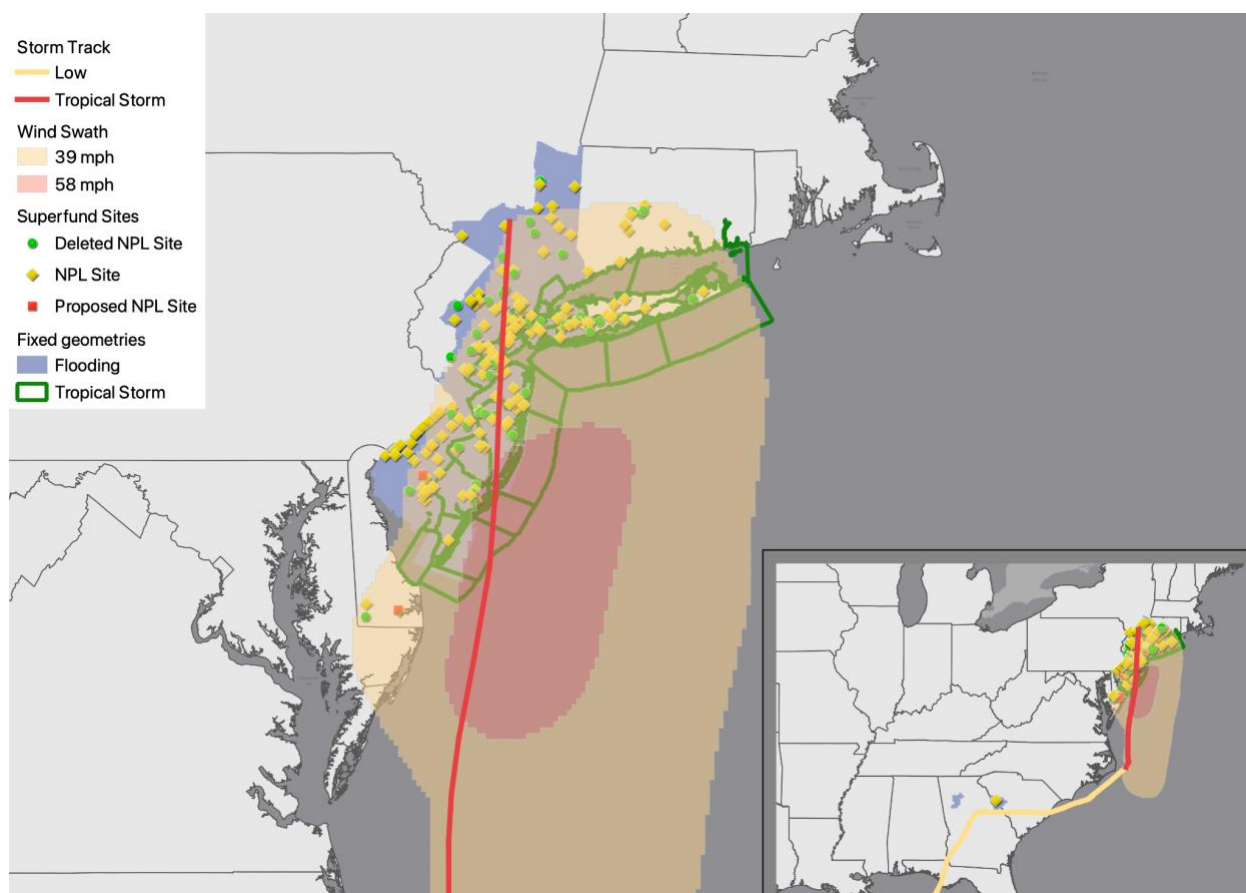 Storm Track
Low
Tropical Storm
Wind Swath
39 mph
58 mph
Superfund Sites
Deleted NPL Site
NPL Site
Proposed NPL Site
Fixed geometries
Flooding
Tropical Storm